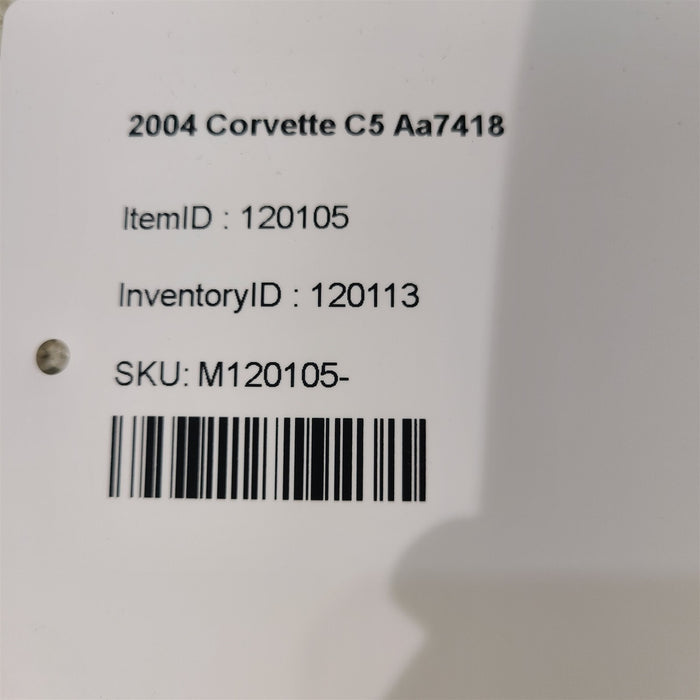 2004 Corvette C5 Aa7418
ItemID : 120105
InventoryID : 120113
SKU: M120105-